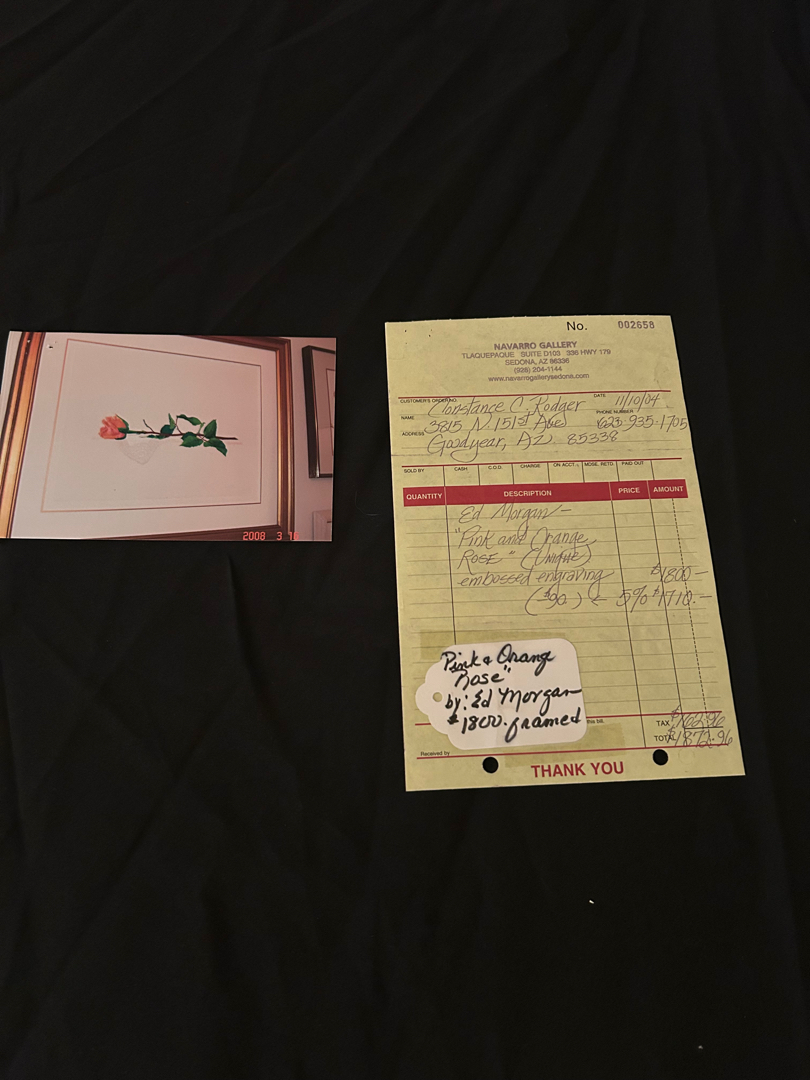 2008 3 16
No. 002658
NAVARRO GALLERY
TLAQUEPAQUE SUITE D103 336 HWY 179
SEDONA, AZ 86336
(928) 204-1144
www.navarrogallerysedona.com
CUSTOMER'S ORDER NO.
DATE 11/10/04
NAME Constance C. Rodger
PHONE NUMBER 623-935-1705
ADDRESS 3815 N. 151st Ave
Goodyear, AZ 85338
SOLD BY CASH C.O.D. CHARGE ON ACCT. MDSE. RETD. PAID OUT
QUANTITY DESCRIPTION PRICE AMOUNT
Ed Morgan -
"Pink and Orange
Rose" (Unique)
embossed engraving $1800 -
($90.) ← 5% $1710. -
Pink & Orange
Rose"
by: Ed Morgan
$1800. framed
this bill.
TAX $162.96
TOTAL $1872.96
Received by
THANK YOU